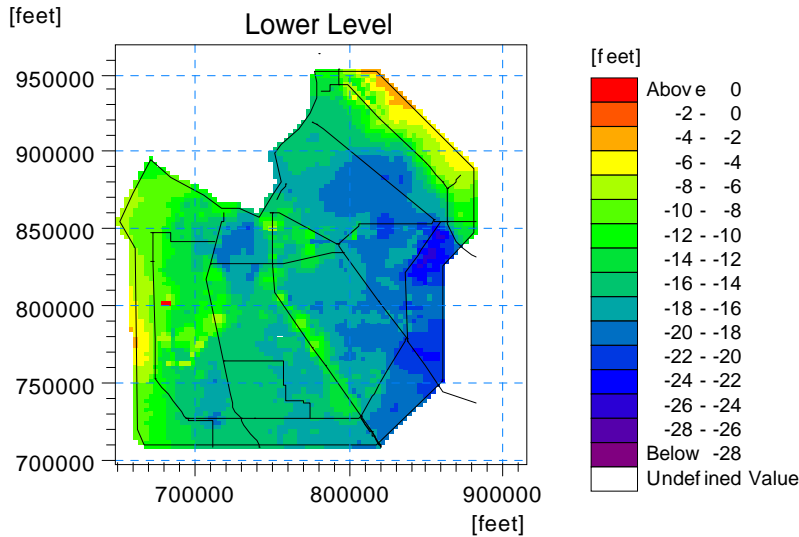 [feet]
Lower Level
950000
900000
850000
800000
750000
700000
700000 800000 900000
[feet]
[feet]
Above 0
-2 - 0
-4 - -2
-6 - -4
-8 - -6
-10 - -8
-12 - -10
-14 - -12
-16 - -14
-18 - -16
-20 - -18
-22 - -20
-24 - -22
-26 - -24
-28 - -26
Below -28
Undefined Value